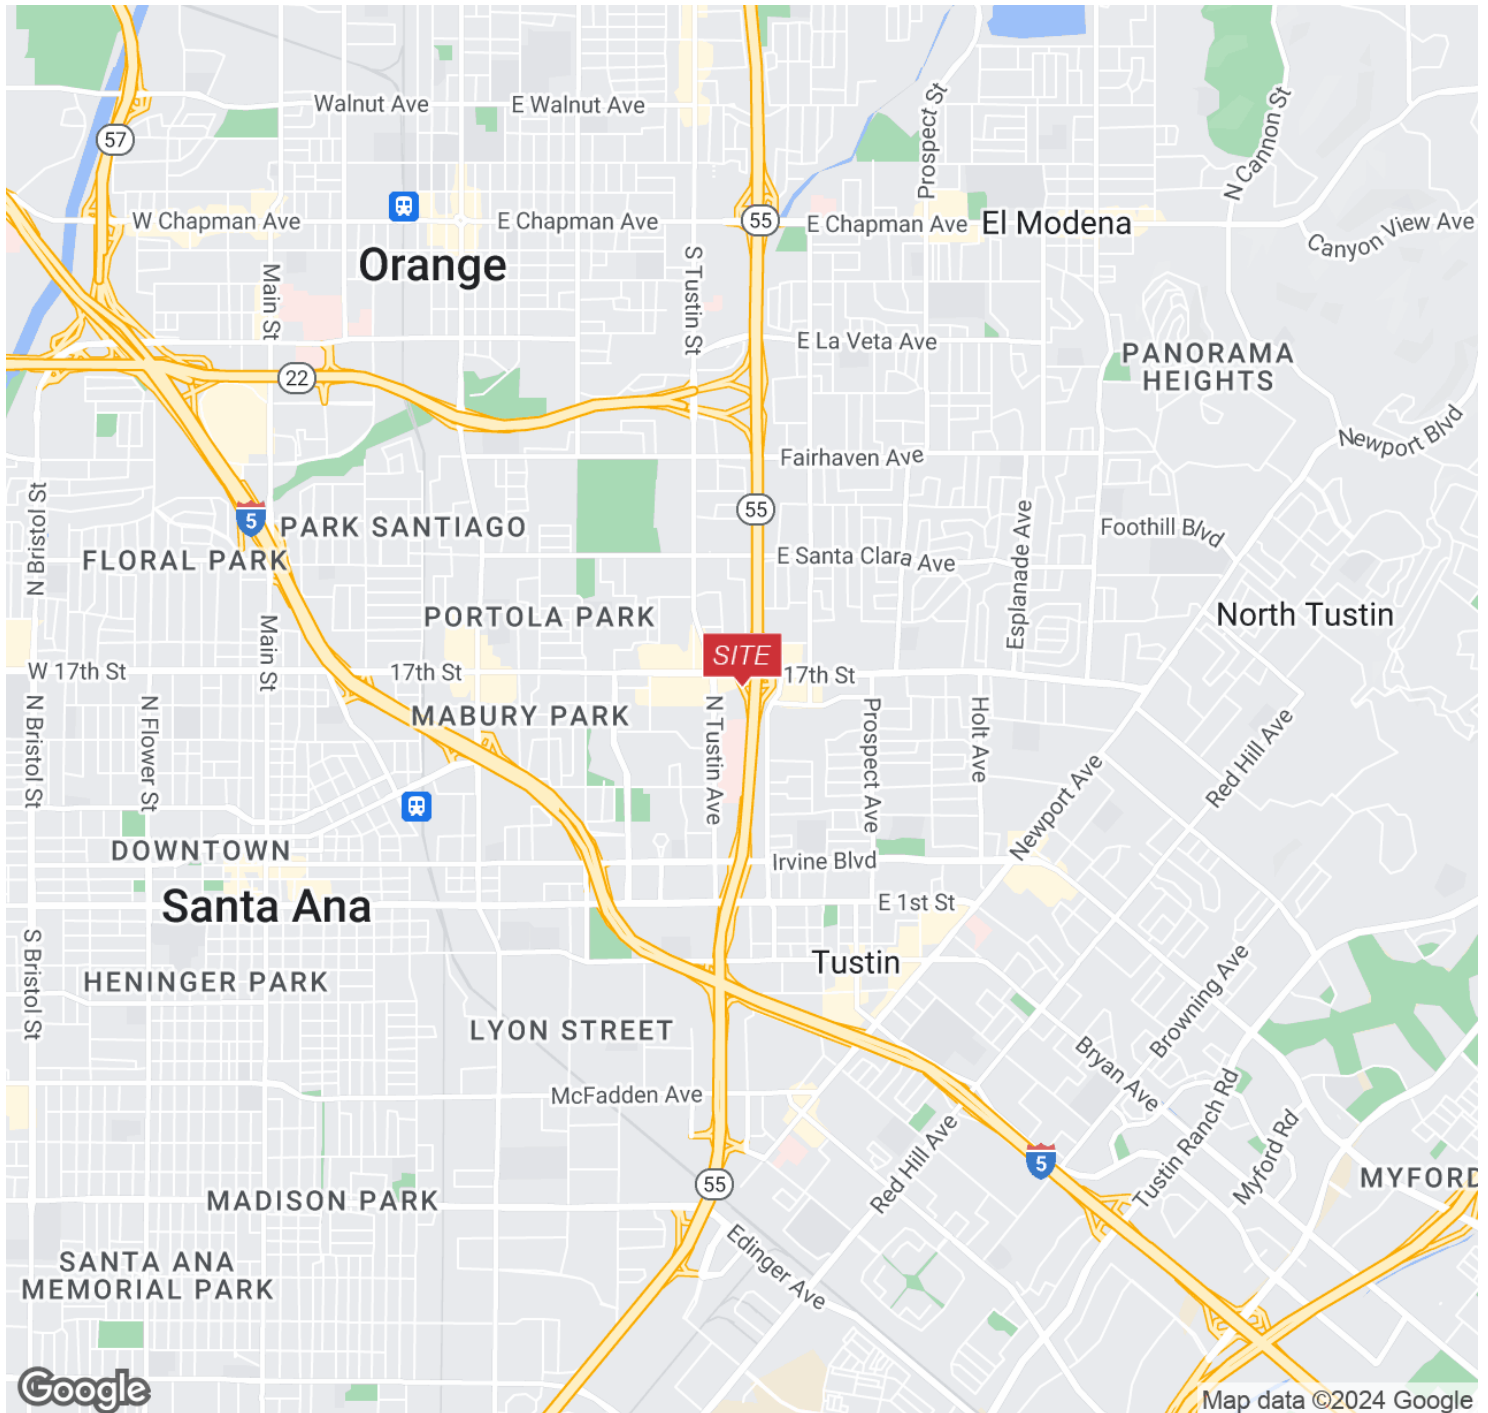 Walnut Ave
E Walnut Ave
Prospect St
N Cannon St
57
W Chapman Ave
E Chapman Ave
55
E Chapman Ave
El Modena
Canyon View Ave
Orange
Main St
S Tustin St
E La Veta Ave
PANORAMA
HEIGHTS
22
Newport Blvd
Fairhaven Ave
N Bristol St
5
PARK SANTIAGO
55
Esplanade Ave
Foothill Blvd
FLORAL PARK
E Santa Clara Ave
PORTOLA PARK
North Tustin
Main St
SITE
W 17th St
17th St
17th St
N Bristol St
N Flower St
MABURY PARK
N Tustin Ave
Prospect Ave
Holt Ave
Red Hill Ave
Newport Ave
DOWNTOWN
Irvine Blvd
Santa Ana
E 1st St
S Bristol St
Tustin
HENINGER PARK
Browning Ave
LYON STREET
Bryan Ave
McFadden Ave
Tustin Ranch Rd
Myford Rd
Red Hill Ave
5
MYFORD
55
MADISON PARK
Edinger Ave
SANTA ANA
MEMORIAL PARK
Google
Map data ©2024 Google